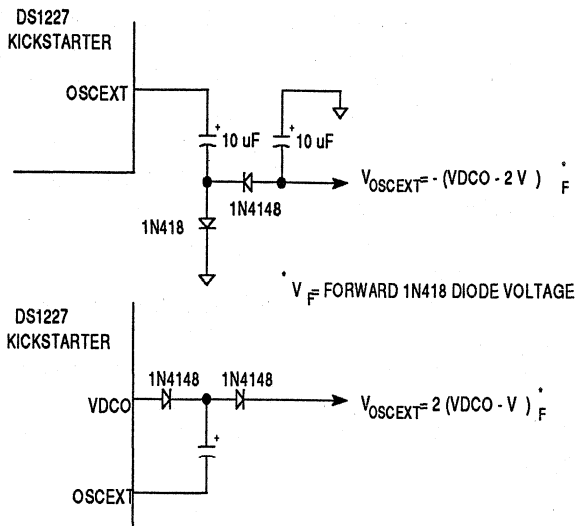 DS1227
KICKSTARTER
OSCEXT
+
10 uF
+
10 uF
1N4148
1N418
V OSCEXT = - (VDCO - 2 V ) * F
* V F = FORWARD 1N418 DIODE VOLTAGE
DS1227
KICKSTARTER
1N4148 1N4148
VDCO
V OSCEXT = 2 (VDCO - V ) * F
+
OSCEXT